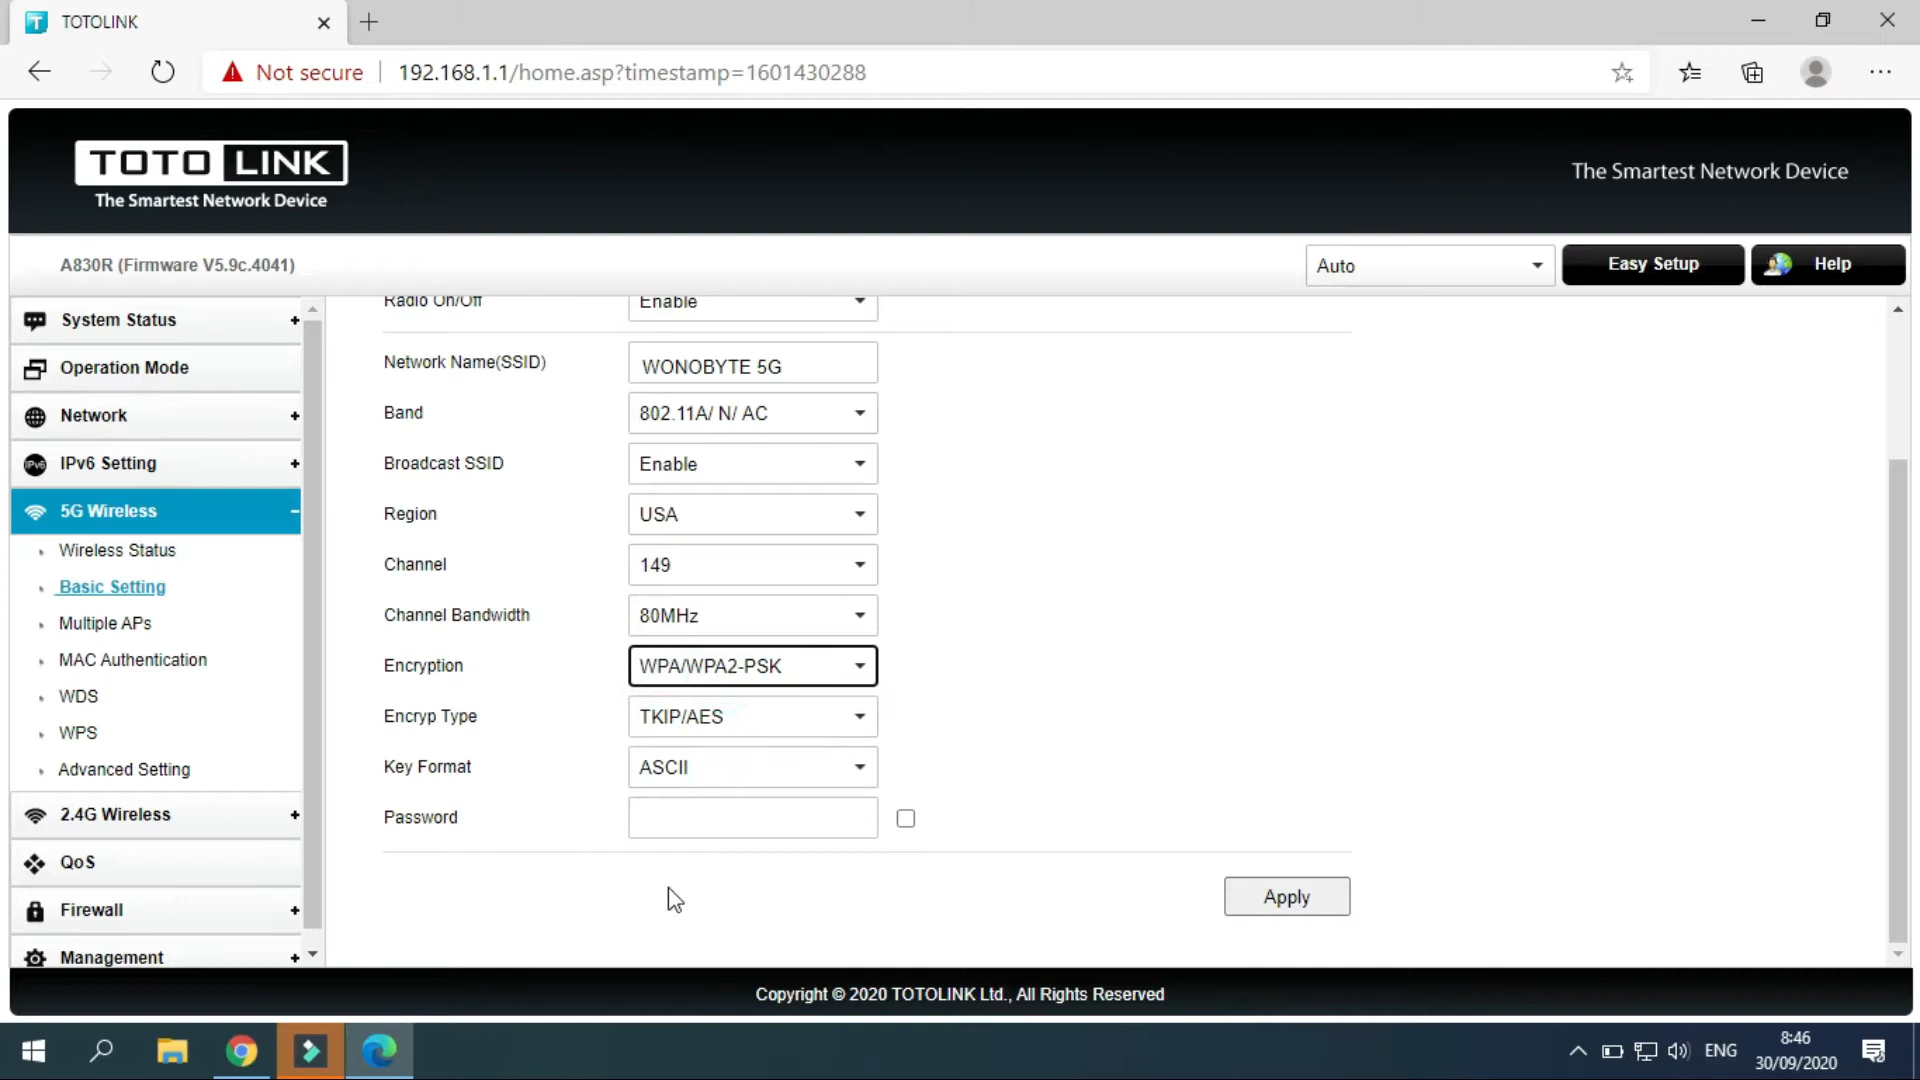 TOTOLINK
Not secure
192.168.1.1/home.asp?timestamp=1601430288
TOTO LINK
The Smartest Network Device
The Smartest Network Device
A830R (Firmware V5.9c.4041)
Auto
Easy Setup
Help
System Status
Operation Mode
Network
IPv6
IPv6 Setting
5G Wireless
Wireless Status
Basic Setting
Multiple APs
MAC Authentication
WDS
WPS
Advanced Setting
2.4G Wireless
QoS
Firewall
Management
Radio On/Off
Enable
Network Name(SSID)
WONOBYTE 5G
Band
802.11A/ N/ AC
Broadcast SSID
Enable
Region
USA
Channel
149
Channel Bandwidth
80MHz
Encryption
WPA/WPA2-PSK
Encryp Type
TKIP/AES
Key Format
ASCII
Password
Apply
Copyright © 2020 TOTOLINK Ltd., All Rights Reserved
ENG
8:46
30/09/2020